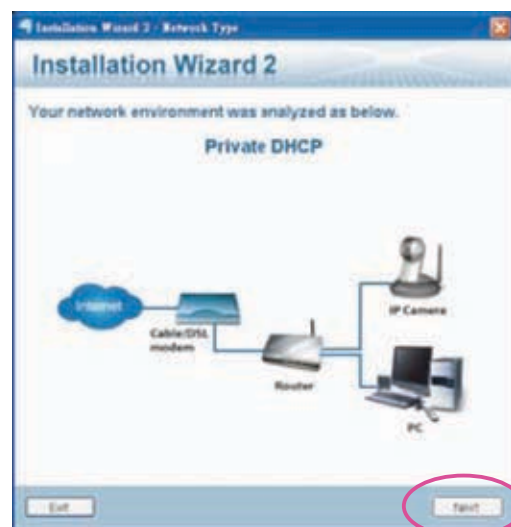 Installation Wizard 2 - Network Type
Installation Wizard 2
Your network environment was analyzed as below.
Private DHCP
Internet
Cable/DSL
modem
Router
IP Camera
PC
Exit
Next